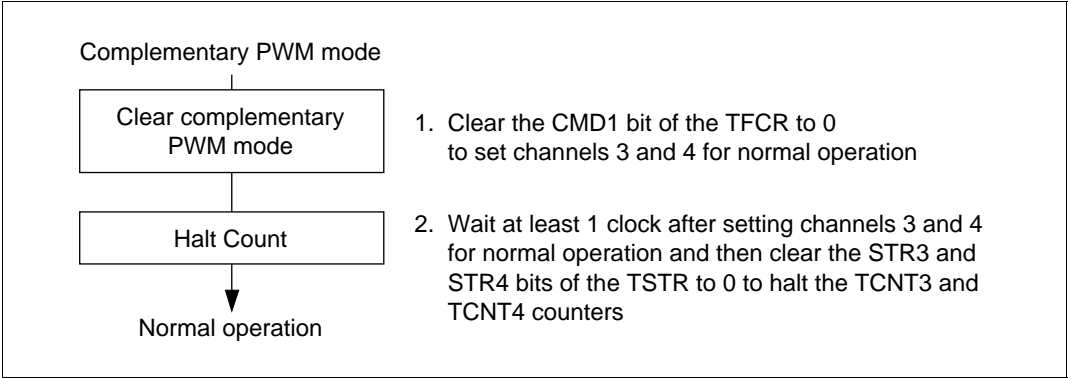 Complementary PWM mode
Clear complementary
PWM mode
1. Clear the CMD1 bit of the TFCR to 0
to set channels 3 and 4 for normal operation
Halt Count
2. Wait at least 1 clock after setting channels 3 and 4
for normal operation and then clear the STR3 and
STR4 bits of the TSTR to 0 to halt the TCNT3 and
TCNT4 counters
Normal operation